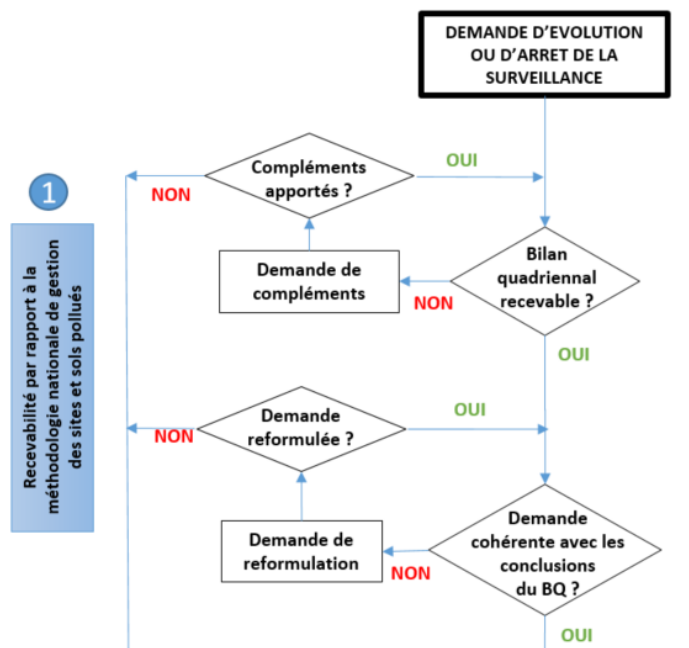 DEMANDE D'EVOLUTION
OU D'ARRET DE LA
SURVEILLANCE
1
Recevabilité par rapport à la
méthodologie nationale de gestion
des sites et sols pollués
Compléments
apportés ?
OUI
NON
Demande de
compléments
NON
Bilan
quadriennal
recevable ?
OUI
Demande
reformulée ?
OUI
NON
Demande de
reformulation
NON
Demande
cohérente avec les
conclusions
du BQ ?
OUI